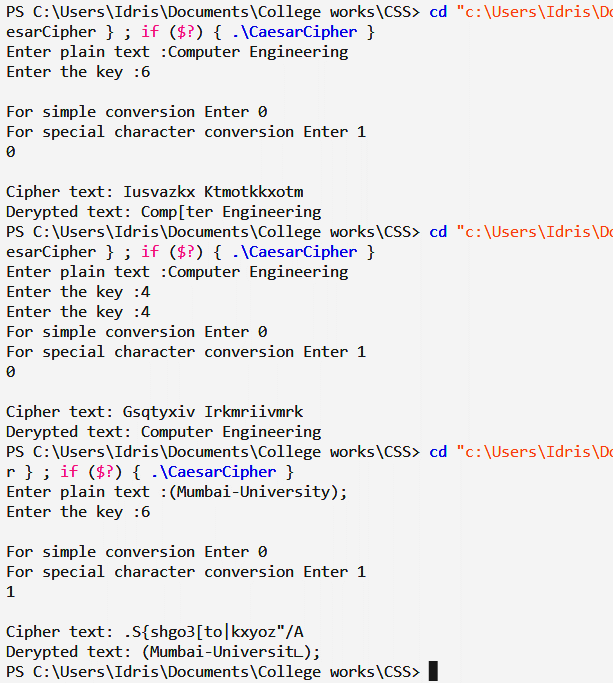 PS C:\Users\Idris\Documents\College works\CSS> cd "c:\Users\Idris\Do
esarCipher } ; if ($?) { .\CaesarCipher }
Enter plain text :Computer Engineering
Enter the key :6
For simple conversion Enter 0
For special character conversion Enter 1
0
Cipher text: Iusvazkx Ktmotkkxotm
Derypted text: Comp[ter Engineering
PS C:\Users\Idris\Documents\College works\CSS> cd "c:\Users\Idris\Do
esarCipher } ; if ($?) { .\CaesarCipher }
Enter plain text :Computer Engineering
Enter the key :4
Enter the key :4
For simple conversion Enter 0
For special character conversion Enter 1
0
Cipher text: Gsqtyxiv Irkmriivmrk
Derypted text: Computer Engineering
PS C:\Users\Idris\Documents\College works\CSS> cd "c:\Users\Idris\Do
r } ; if ($?) { .\CaesarCipher }
Enter plain text :(Mumbai-University);
Enter the key :6
For simple conversion Enter 0
For special character conversion Enter 1
1
Cipher text: .S{shgo3[to|kxyoz"/A
Derypted text: (Mumbai-Universit∟);
PS C:\Users\Idris\Documents\College works\CSS>